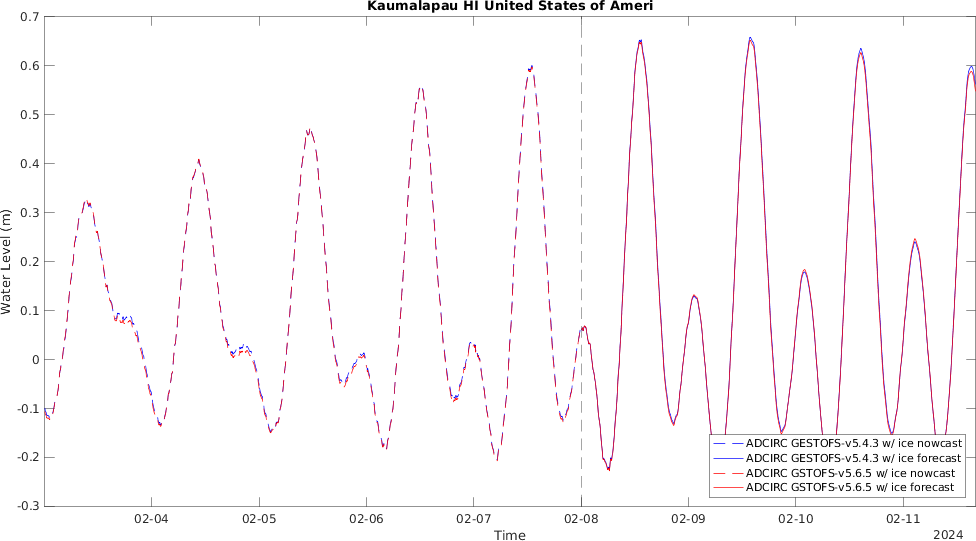 Kaumalapau HI United States of Ameri
0.7
0.6
0.5
0.4
0.3
0.2
0.1
0
-0.1
-0.2
-0.3
Water Level (m)
ADCIRC GESTOFS-v5.4.3 w/ ice nowcast
ADCIRC GESTOFS-v5.4.3 w/ ice forecast
ADCIRC GSTOFS-v5.6.5 w/ ice nowcast
ADCIRC GSTOFS-v5.6.5 w/ ice forecast
02-04 02-05 02-06 02-07 02-08 02-09 02-10 02-11
Time
2024